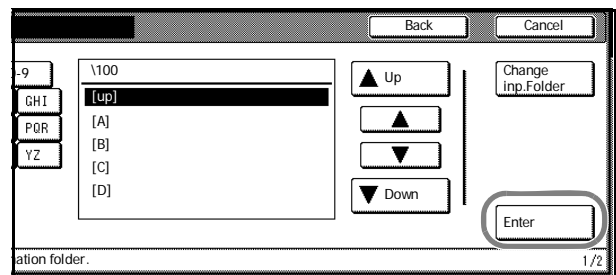 Back Cancel
-9
GHI
PQR
YZ
\100
[up]
[A]
[B]
[C]
[D]
Up
Down
Change
inp.Folder
Enter
ation folder.
1/2